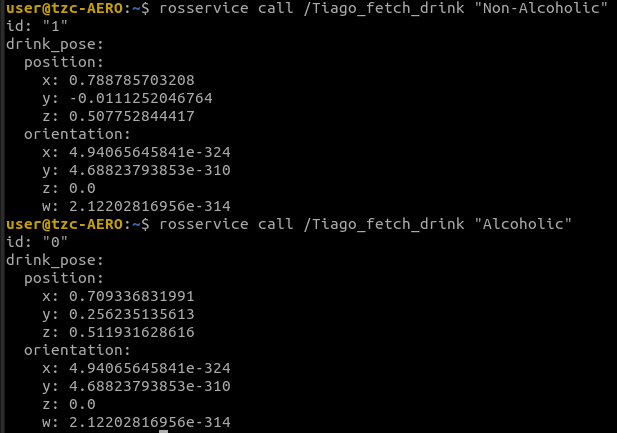 user@tzc-AERO:~$ rosservice call /Tiago_fetch_drink "Non-Alcoholic"
id: "1"
drink_pose:
  position:
    x: 0.788785703208
    y: -0.0111252046764
    z: 0.507752844417
  orientation:
    x: 4.94065645841e-324
    y: 4.68823793853e-310
    z: 0.0
    w: 2.12202816956e-314
user@tzc-AERO:~$ rosservice call /Tiago_fetch_drink "Alcoholic"
id: "0"
drink_pose:
  position:
    x: 0.709336831991
    y: 0.256235135613
    z: 0.511931628616
  orientation:
    x: 4.94065645841e-324
    y: 4.68823793853e-310
    z: 0.0
    w: 2.12202816956e-314